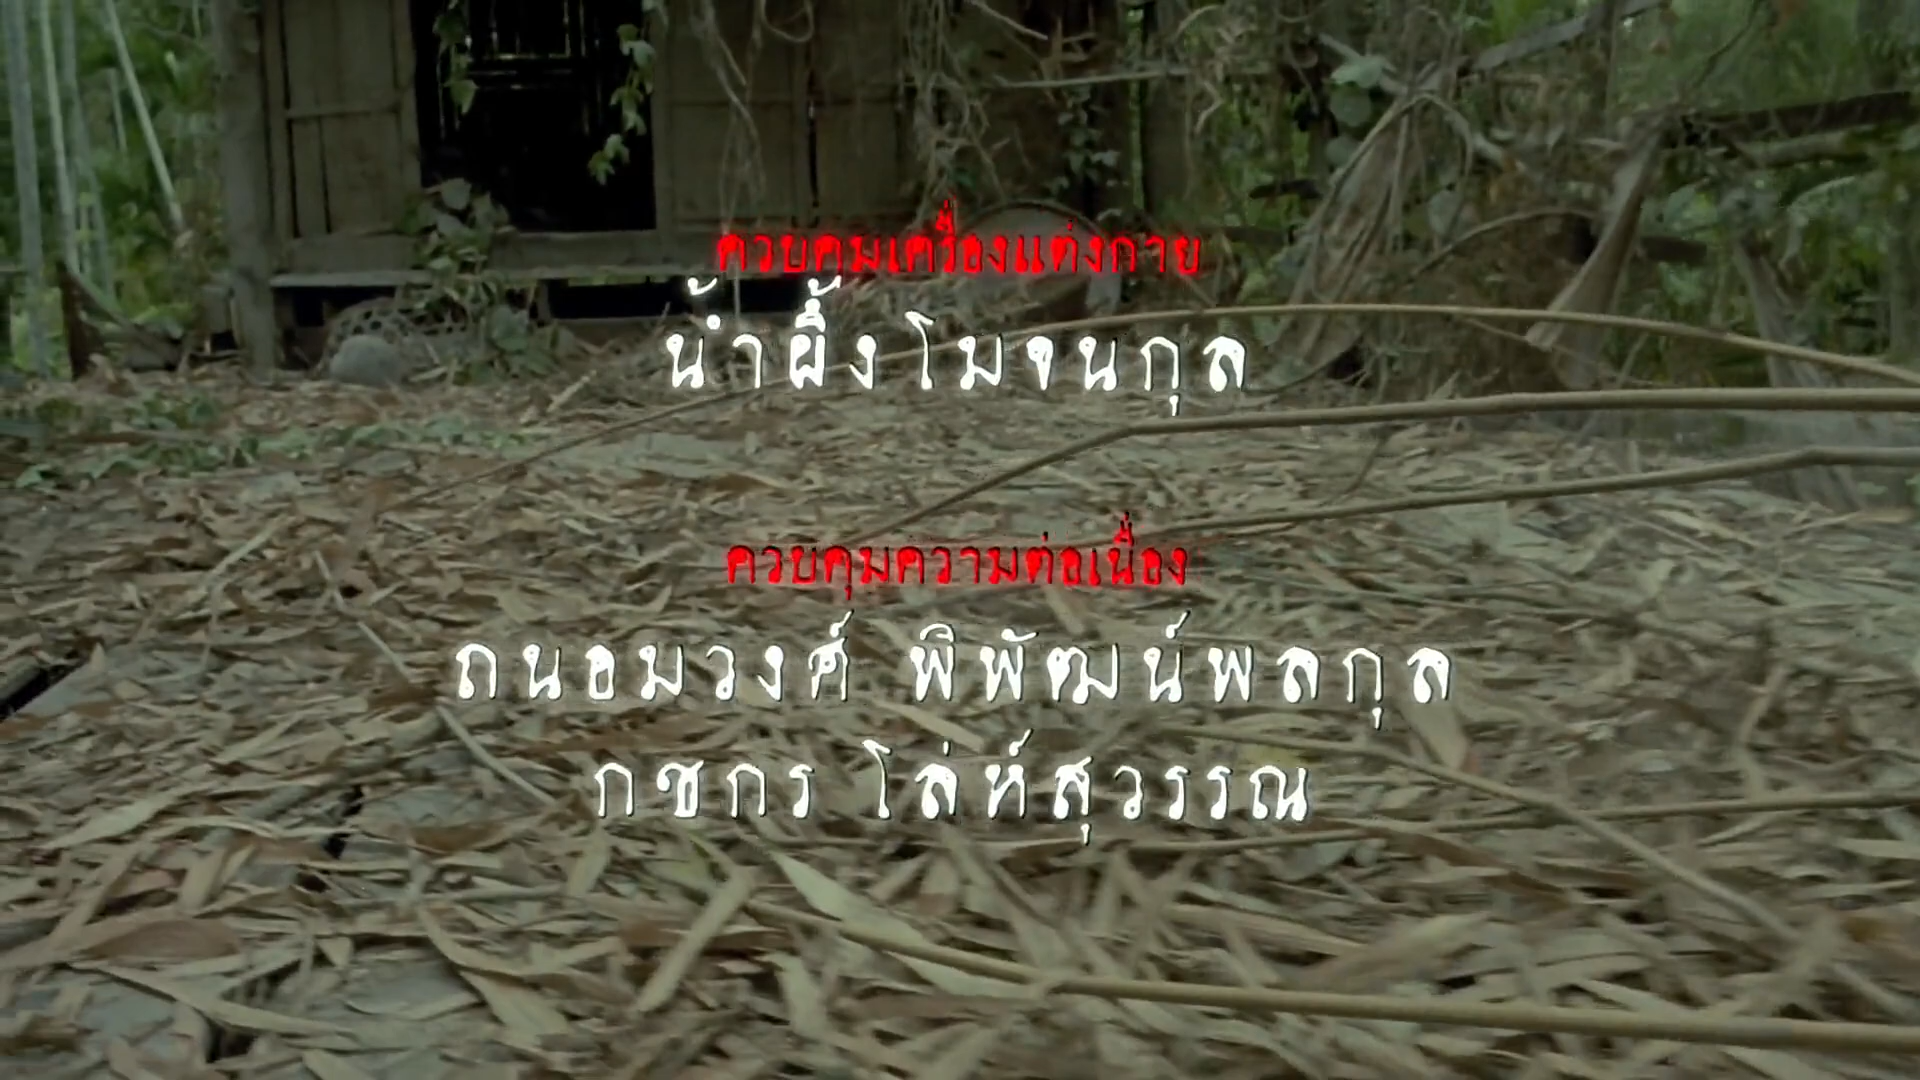 ควบคุมเครื่องแต่งกาย
น้ำผึ้ง โมจนกุล
ควบคุมความต่อเนื่อง
ถนอมวงศ์ พิพัฒน์พลกุล
กชกร โล่ห์สุวรรณ